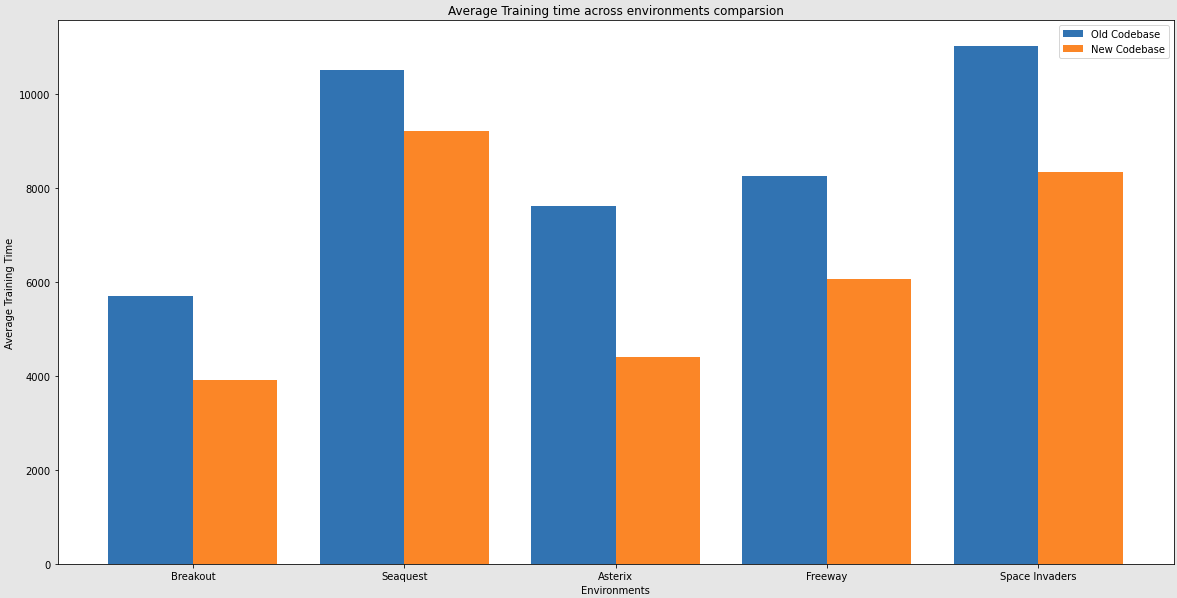 Average Training time across environments comparsion
Old Codebase
New Codebase
Average Training Time
10000
8000
6000
4000
2000
0
Breakout
Seaquest
Asterix
Freeway
Space Invaders
Environments